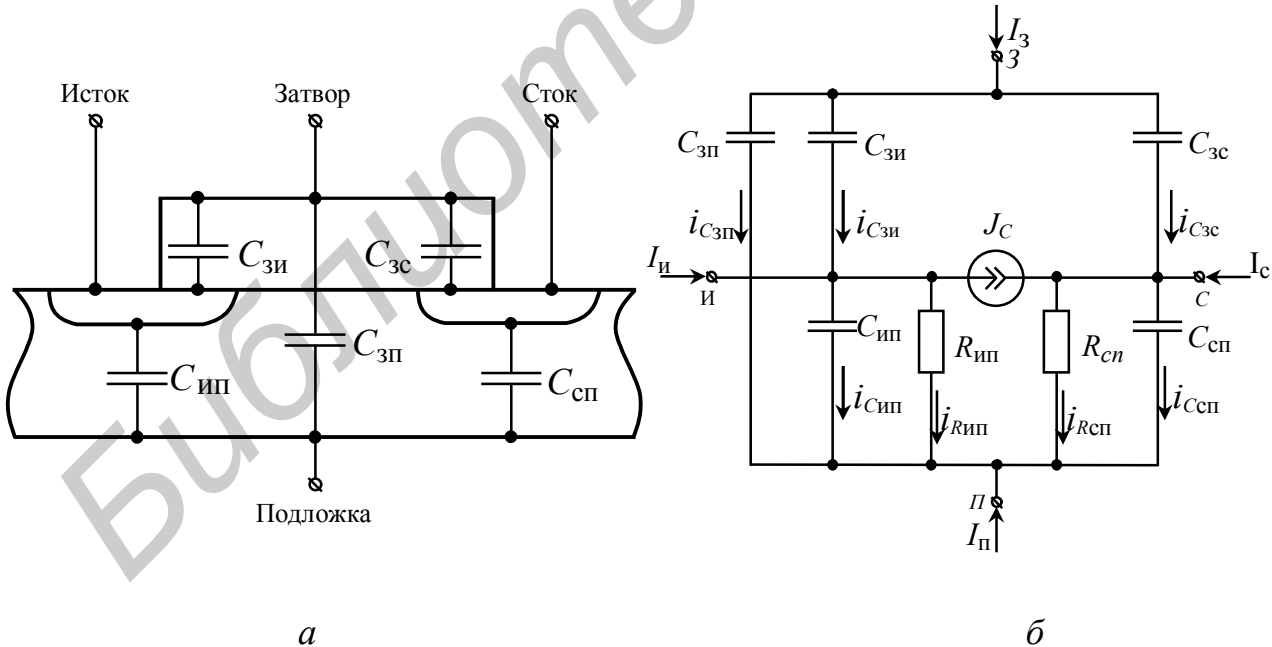 Библиоте
Исток
Затвор
Сток
Cзи
Cзс
Cзп
Cип
Cсп
Подложка
а
Iз
З
Cзп
Cзи
Cзс
iCзп
iCзи
JC
iCзс
Iи
И
С
Iс
Cип
Rип
Rсп
Cсп
iCип
iRип
iRсп
iCсп
П
Iп
б